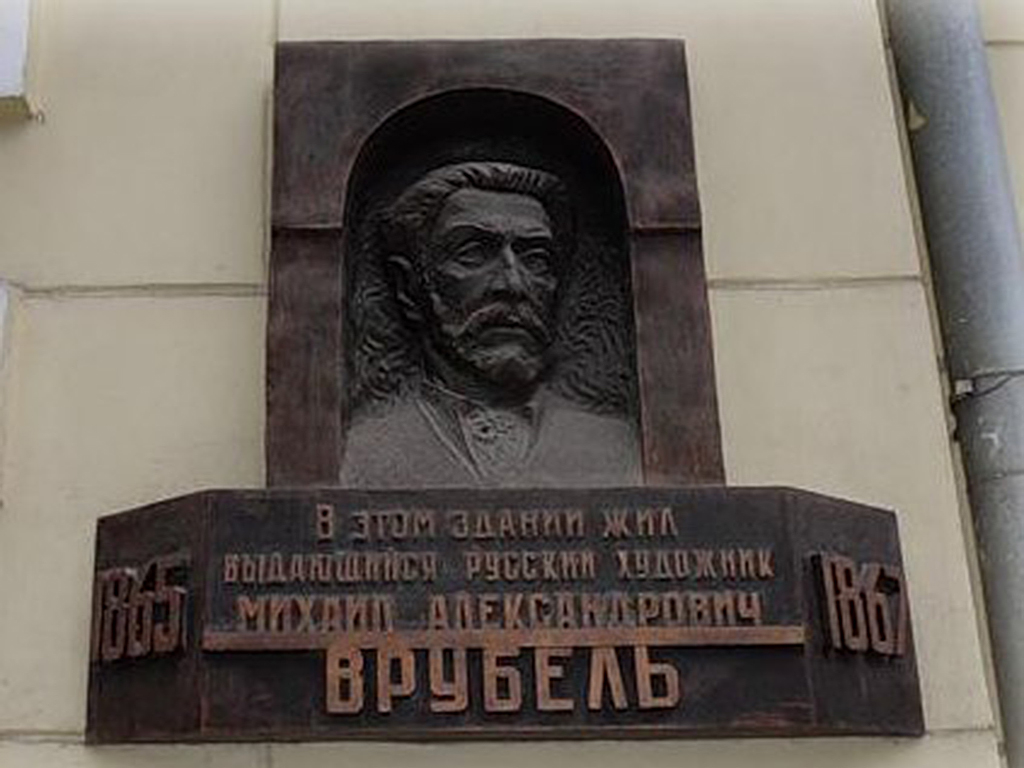 В ЭТОМ ЗДАНИИ ЖИЛ
ВЫДАЮЩИЙСЯ РУССКИЙ ХУДОЖНИК
1865 МИХАИЛ АЛЕКСАНДРОВИЧ 1867
ВРУБЕЛЬ